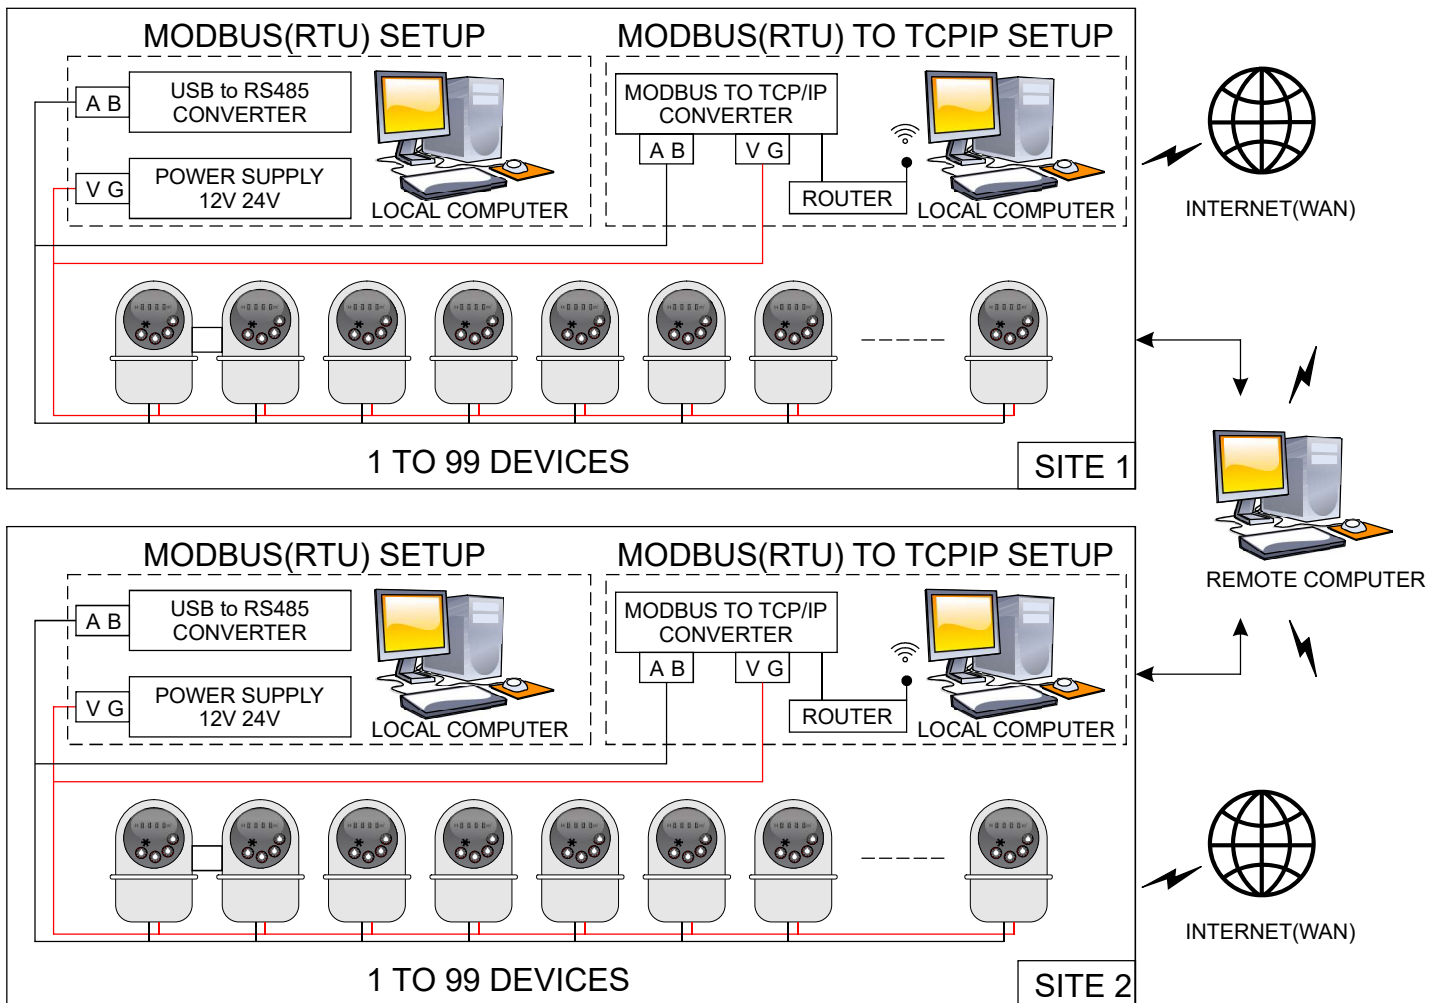 MODBUS(RTU) SETUP
MODBUS(RTU) TO TCPIP SETUP
A B
USB to RS485
CONVERTER
V G
POWER SUPPLY
12V 24V
LOCAL COMPUTER
MODBUS TO TCP/IP
CONVERTER
A B
V G
ROUTER
LOCAL COMPUTER
INTERNET(WAN)
1 TO 99 DEVICES
SITE 1
REMOTE COMPUTER
MODBUS(RTU) SETUP
MODBUS(RTU) TO TCPIP SETUP
A B
USB to RS485
CONVERTER
V G
POWER SUPPLY
12V 24V
LOCAL COMPUTER
MODBUS TO TCP/IP
CONVERTER
A B
V G
ROUTER
LOCAL COMPUTER
INTERNET(WAN)
1 TO 99 DEVICES
SITE 2